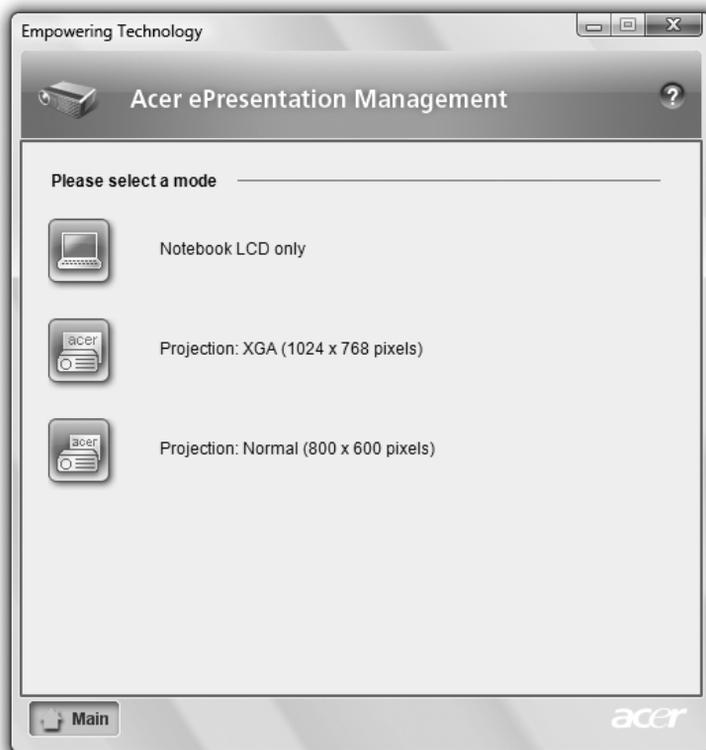 Empowering Technology
Acer ePresentation Management
?
Please select a mode
Notebook LCD only
acer
Projection: XGA (1024 x 768 pixels)
acer
Projection: Normal (800 x 600 pixels)
Main
acer